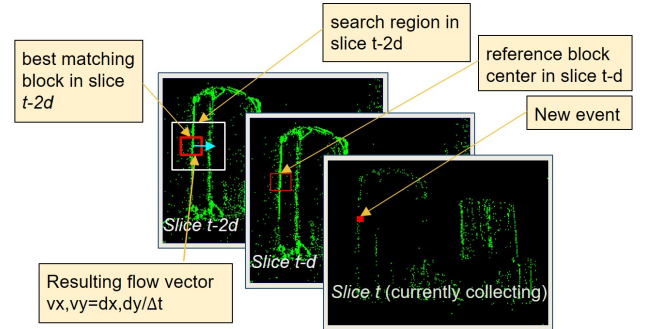 search region in
slice t-2d
best matching
block in slice
t-2d
reference block
center in slice t-d
New event
Slice t-2d
Slice t-d
Slice t (currently collecting)
Resulting flow vector
vx,vy=dx,dy/Δt